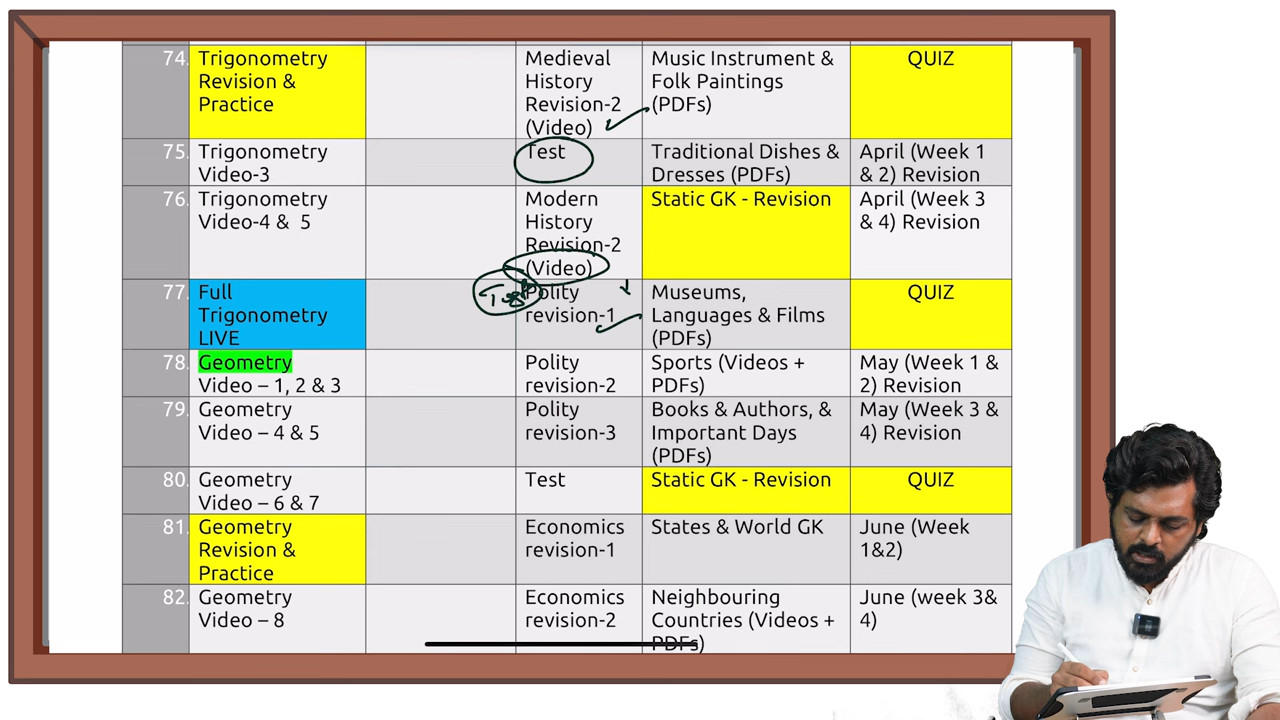 74.
Trigonometry
Revision &
Practice
Medieval
History
Revision-2
(Video)
Music Instrument &
Folk Paintings
(PDFs)
QUIZ
75.
Trigonometry
Video-3
Test
Traditional Dishes &
Dresses (PDFs)
April (Week 1
& 2) Revision
76.
Trigonometry
Video-4 & 5
Modern
History
Revision-2
(Video)
Static GK - Revision
April (Week 3
& 4) Revision
77.
Full
Trigonometry
LIVE
Polity
revision-1
Museums,
Languages & Films
(PDFs)
QUIZ
78.
Geometry
Video – 1, 2 & 3
Polity
revision-2
Sports (Videos +
PDFs)
May (Week 1 &
2) Revision
79.
Geometry
Video – 4 & 5
Polity
revision-3
Books & Authors, &
Important Days
(PDFs)
May (Week 3 &
4) Revision
80.
Geometry
Video – 6 & 7
Test
Static GK - Revision
QUIZ
81.
Geometry
Revision &
Practice
Economics
revision-1
States & World GK
June (Week
1&2)
82.
Geometry
Video – 8
Economics
revision-2
Neighbouring
Countries (Videos +
PDFs)
June (week 3&
4)